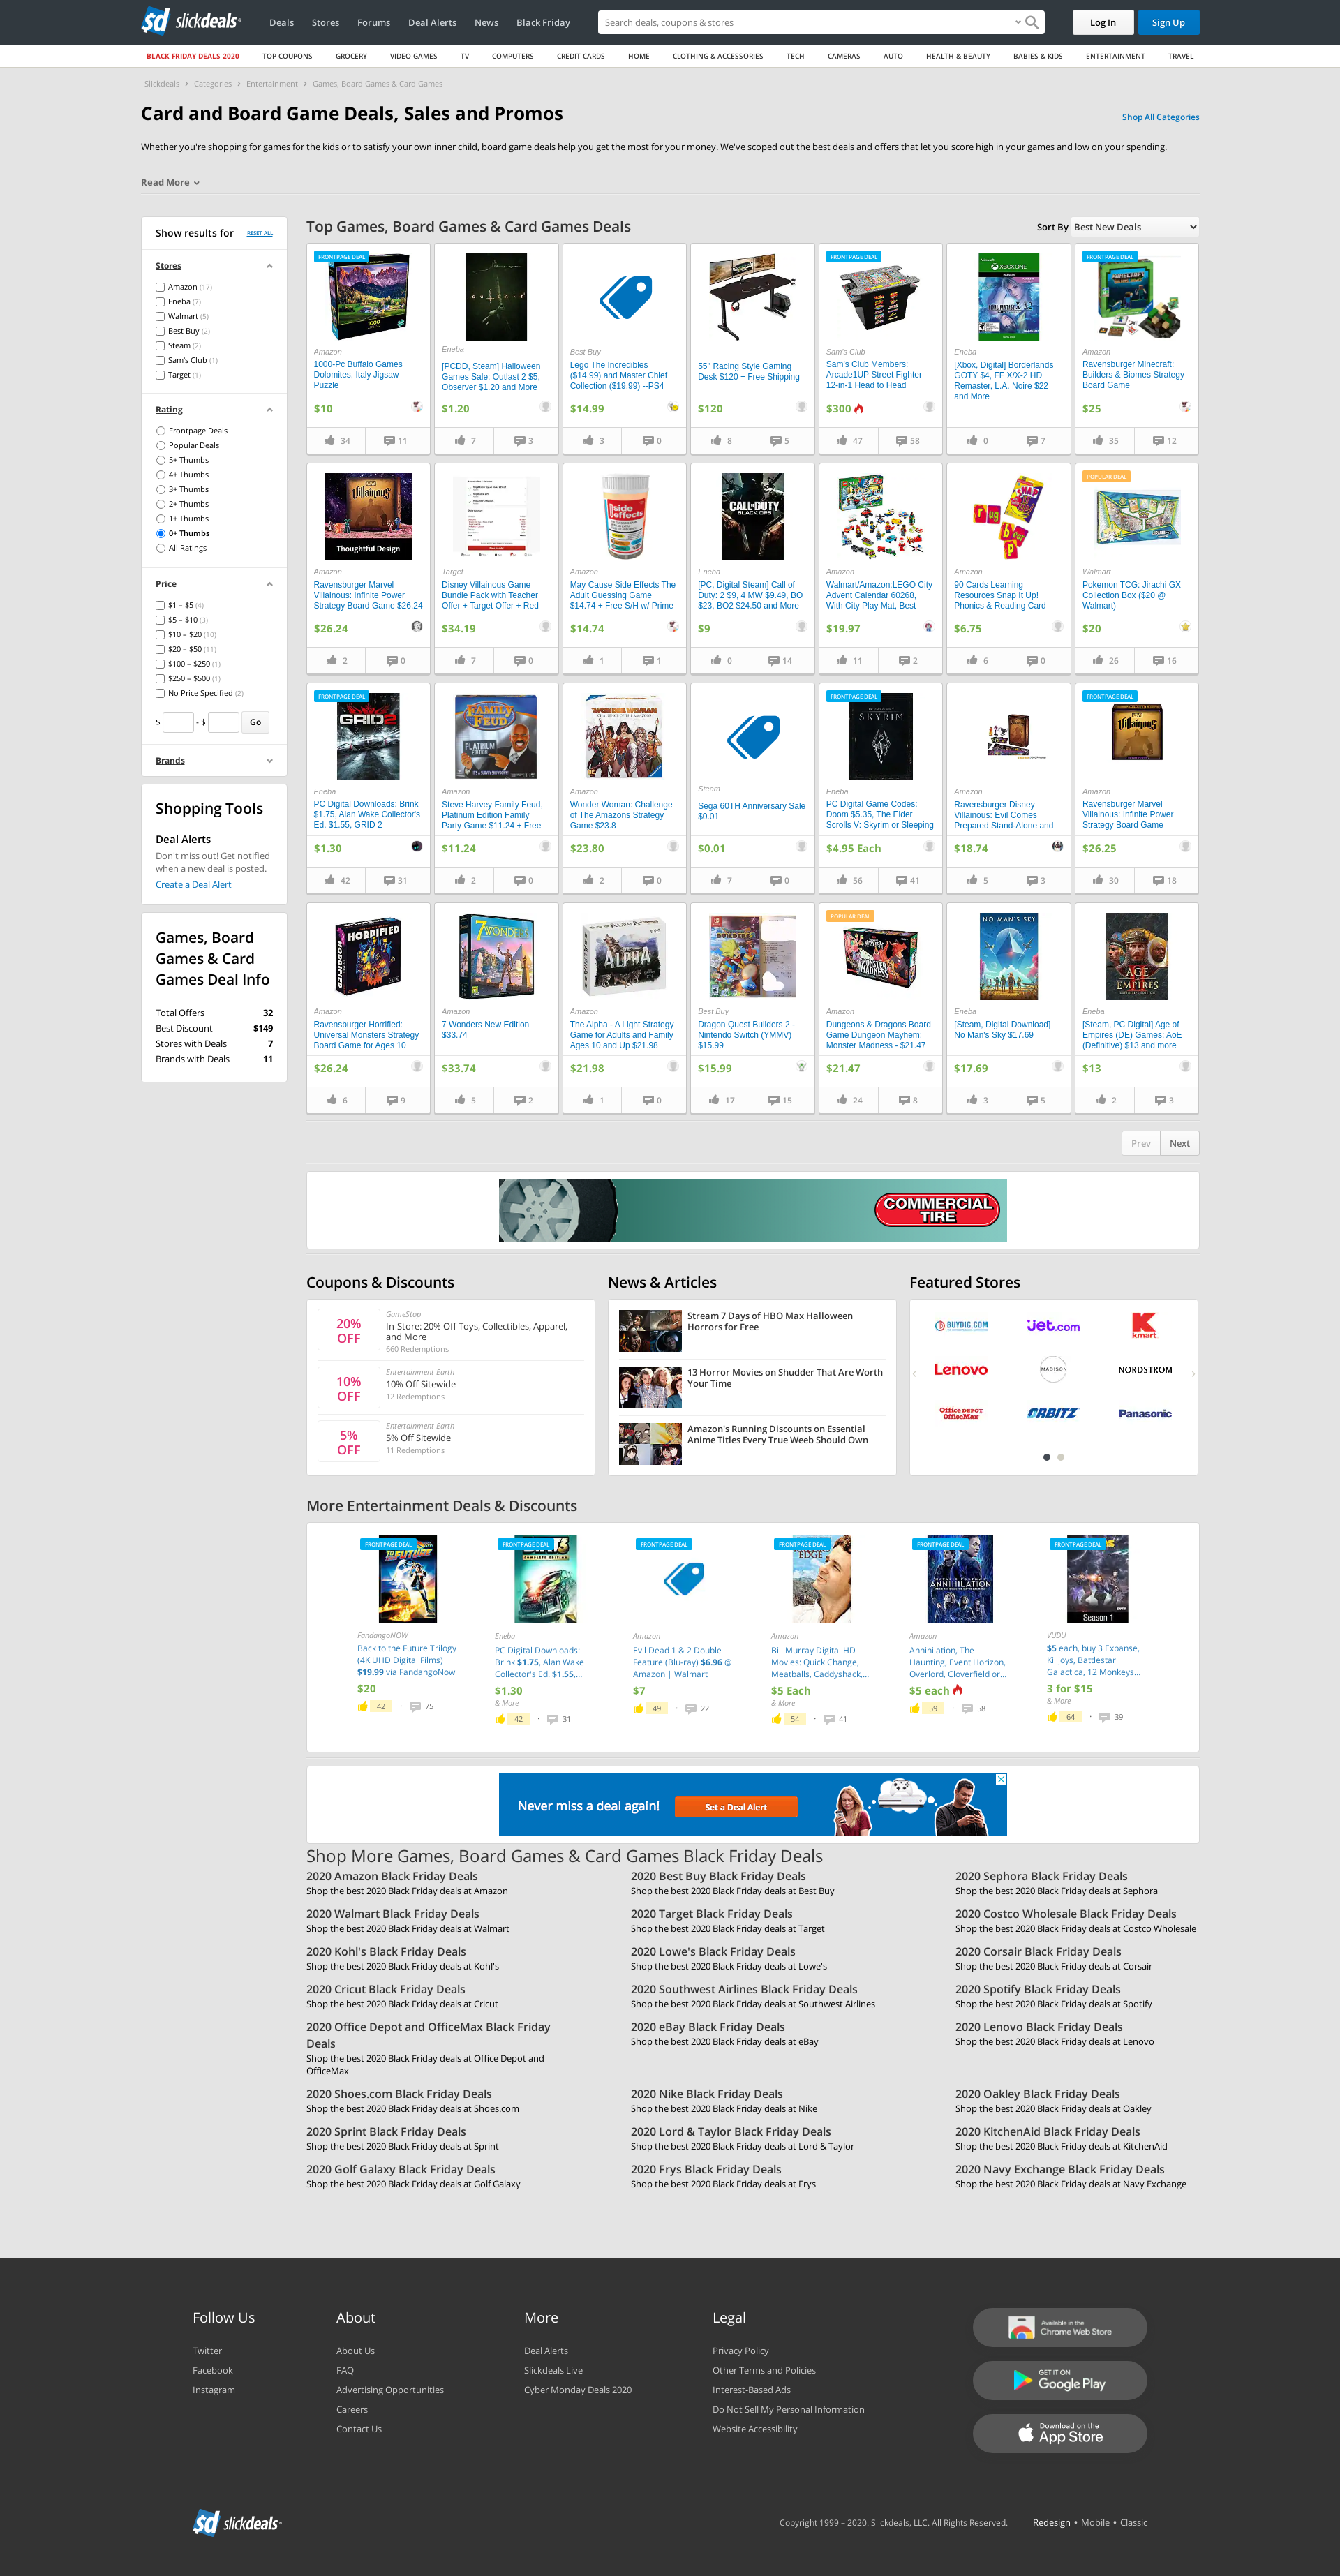 slickdeals
Deals Stores Forums Deal Alerts News Black Friday
Search deals, coupons & stores
Log In Sign Up
BLACK FRIDAY DEALS 2020 TOP COUPONS GROCERY VIDEO GAMES TV COMPUTERS CREDIT CARDS HOME CLOTHING & ACCESSORIES TECH CAMERAS AUTO HEALTH & BEAUTY BABIES & KIDS ENTERTAINMENT TRAVEL
Slickdeals > Categories > Entertainment > Games, Board Games & Card Games
Card and Board Game Deals, Sales and Promos
Shop All Categories
Whether you're shopping for games for the kids or to satisfy your own inner child, board game deals help you get the most for your money. We've scoped out the best deals and offers that let you score high in your games and low on your spending.
Read More
Show results for RESET ALL
Stores
Amazon (17)
Eneba (7)
Walmart (5)
Best Buy (2)
Steam (2)
Sam's Club (1)
Target (1)
Rating
Frontpage Deals
Popular Deals
5+ Thumbs
4+ Thumbs
3+ Thumbs
2+ Thumbs
1+ Thumbs
0+ Thumbs
All Ratings
Price
$1 – $5 (4)
$5 – $10 (3)
$10 – $20 (10)
$20 – $50 (11)
$100 – $250 (1)
$250 – $500 (1)
No Price Specified (2)
$ - $ Go
Brands
Shopping Tools
Deal Alerts
Don't miss out! Get notified
when a new deal is posted.
Create a Deal Alert
Games, Board
Games & Card
Games Deal Info
Total Offers 32
Best Discount $149
Stores with Deals 7
Brands with Deals 11
Top Games, Board Games & Card Games Deals
Sort By Best New Deals
FRONTPAGE DEAL
Amazon
1000-Pc Buffalo Games
Dolomites, Italy Jigsaw
Puzzle
$10
34 11
OUTLAST
Eneba
[PCDD, Steam] Halloween
Games Sale: Outlast 2 $5,
Observer $1.20 and More
$1.20
7 3
Best Buy
Lego The Incredibles
($14.99) and Master Chief
Collection ($19.99) --PS4
$14.99
3 0
55" Racing Style Gaming
Desk $120 + Free Shipping
$120
8 5
FRONTPAGE DEAL
Sam's Club
Sam's Club Members:
Arcade1UP Street Fighter
12-in-1 Head to Head
$300
47 58
XBOX ONE
Eneba
[Xbox, Digital] Borderlands
GOTY $4, FF X/X-2 HD
Remaster, L.A. Noire $22
and More
0 7
FRONTPAGE DEAL
Amazon
Ravensburger Minecraft:
Builders & Biomes Strategy
Board Game
$25
35 12
Villainous
Thoughtful Design
Amazon
Ravensburger Marvel
Villainous: Infinite Power
Strategy Board Game $26.24
$26.24
2 0
Target
Disney Villainous Game
Bundle Pack with Teacher
Offer + Target Offer + Red
$34.19
7 0
side effects
Amazon
May Cause Side Effects The
Adult Guessing Game
$14.74 + Free S/H w/ Prime
$14.74
1 1
CALL OF DUTY
BLACK OPS
Eneba
[PC, Digital Steam] Call of
Duty: 2 $9, 4 MW $9.49, BO
$23, BO2 $24.50 and More
$9
0 14
Amazon
Walmart/Amazon:LEGO City
Advent Calendar 60268,
With City Play Mat, Best
$19.97
11 2
Amazon
90 Cards Learning
Resources Snap It Up!
Phonics & Reading Card
$6.75
6 0
POPULAR DEAL
Walmart
Pokemon TCG: Jirachi GX
Collection Box ($20 @
Walmart)
$20
26 16
FRONTPAGE DEAL
GRID 2
Eneba
PC Digital Downloads: Brink
$1.75, Alan Wake Collector's
Ed. $1.55, GRID 2
$1.30
42 31
FAMILY FEUD
PLATINUM
EDITION
Amazon
Steve Harvey Family Feud,
Platinum Edition Family
Party Game $11.24 + Free
$11.24
2 0
WONDER WOMAN
Amazon
Wonder Woman: Challenge
of The Amazons Strategy
Game $23.8
$23.80
2 0
Steam
Sega 60TH Anniversary Sale
$0.01
$0.01
7 0
FRONTPAGE DEAL
SKYRIM
Eneba
PC Digital Game Codes:
Doom $5.35, The Elder
Scrolls V: Skyrim or Sleeping
$4.95 Each
56 41
Amazon
Ravensburger Disney
Villainous: Evil Comes
Prepared Stand-Alone and
$18.74
5 3
FRONTPAGE DEAL
Villainous
Amazon
Ravensburger Marvel
Villainous: Infinite Power
Strategy Board Game
$26.25
30 18
HORRIFIED
Amazon
Ravensburger Horrified:
Universal Monsters Strategy
Board Game for Ages 10
$26.24
6 9
7 WONDERS
Amazon
7 Wonders New Edition
$33.74
$33.74
5 2
ALPHA
Amazon
The Alpha - A Light Strategy
Game for Adults and Family
Ages 10 and Up $21.98
$21.98
1 0
BUILDERS
Best Buy
Dragon Quest Builders 2 -
Nintendo Switch (YMMV)
$15.99
$15.99
17 15
POPULAR DEAL
MONSTER MADNESS
Amazon
Dungeons & Dragons Board
Game Dungeon Mayhem:
Monster Madness - $21.47
$21.47
24 8
NO MAN'S SKY
Eneba
[Steam, Digital Download]
No Man's Sky $17.69
$17.69
3 5
AGE EMPIRES
Eneba
[Steam, PC Digital] Age of
Empires (DE) Games: AoE
(Definitive) $13 and more
$13
2 3
Prev Next
COMMERCIAL
TIRE
Coupons & Discounts
20%
OFF
GameStop
In-Store: 20% Off Toys, Collectibles, Apparel,
and More
660 Redemptions
10%
OFF
Entertainment Earth
10% Off Sitewide
12 Redemptions
5%
OFF
Entertainment Earth
5% Off Sitewide
11 Redemptions
News & Articles
Stream 7 Days of HBO Max Halloween
Horrors for Free
13 Horror Movies on Shudder That Are Worth
Your Time
Amazon's Running Discounts on Essential
Anime Titles Every True Weeb Should Own
Featured Stores
BUYDIG.COM jet.com kmart
Lenovo MADISON NORDSTROM
Office DEPOT OfficeMax ORBITZ Panasonic
More Entertainment Deals & Discounts
FRONTPAGE DEAL
FandangoNOW
Back to the Future Trilogy
(4K UHD Digital Films)
$19.99 via FandangoNow
$20
42 · 75
FRONTPAGE DEAL
COMPLETE EDITION
Eneba
PC Digital Downloads:
Brink $1.75, Alan Wake
Collector's Ed. $1.55,...
$1.30
& More
42 · 31
FRONTPAGE DEAL
Amazon
Evil Dead 1 & 2 Double
Feature (Blu-ray) $6.96 @
Amazon | Walmart
$7
49 · 22
FRONTPAGE DEAL
EDGE
Amazon
Bill Murray Digital HD
Movies: Quick Change,
Meatballs, Caddyshack,...
$5 Each
& More
54 · 41
FRONTPAGE DEAL
ANNIHILATION
Amazon
Annihilation, The
Haunting, Event Horizon,
Overlord, Cloverfield or...
$5 each
59 · 58
FRONTPAGE DEAL
Season 1
VUDU
$5 each, buy 3 Expanse,
Killjoys, Battlestar
Galactica, 12 Monkeys...
3 for $15
& More
64 · 39
Never miss a deal again! Set a Deal Alert
Shop More Games, Board Games & Card Games Black Friday Deals
2020 Amazon Black Friday Deals
Shop the best 2020 Black Friday deals at Amazon
2020 Best Buy Black Friday Deals
Shop the best 2020 Black Friday deals at Best Buy
2020 Sephora Black Friday Deals
Shop the best 2020 Black Friday deals at Sephora
2020 Walmart Black Friday Deals
Shop the best 2020 Black Friday deals at Walmart
2020 Target Black Friday Deals
Shop the best 2020 Black Friday deals at Target
2020 Costco Wholesale Black Friday Deals
Shop the best 2020 Black Friday deals at Costco Wholesale
2020 Kohl's Black Friday Deals
Shop the best 2020 Black Friday deals at Kohl's
2020 Lowe's Black Friday Deals
Shop the best 2020 Black Friday deals at Lowe's
2020 Corsair Black Friday Deals
Shop the best 2020 Black Friday deals at Corsair
2020 Cricut Black Friday Deals
Shop the best 2020 Black Friday deals at Cricut
2020 Southwest Airlines Black Friday Deals
Shop the best 2020 Black Friday deals at Southwest Airlines
2020 Spotify Black Friday Deals
Shop the best 2020 Black Friday deals at Spotify
2020 Office Depot and OfficeMax Black Friday
Deals
Shop the best 2020 Black Friday deals at Office Depot and
OfficeMax
2020 eBay Black Friday Deals
Shop the best 2020 Black Friday deals at eBay
2020 Lenovo Black Friday Deals
Shop the best 2020 Black Friday deals at Lenovo
2020 Shoes.com Black Friday Deals
Shop the best 2020 Black Friday deals at Shoes.com
2020 Nike Black Friday Deals
Shop the best 2020 Black Friday deals at Nike
2020 Oakley Black Friday Deals
Shop the best 2020 Black Friday deals at Oakley
2020 Sprint Black Friday Deals
Shop the best 2020 Black Friday deals at Sprint
2020 Lord & Taylor Black Friday Deals
Shop the best 2020 Black Friday deals at Lord & Taylor
2020 KitchenAid Black Friday Deals
Shop the best 2020 Black Friday deals at KitchenAid
2020 Golf Galaxy Black Friday Deals
Shop the best 2020 Black Friday deals at Golf Galaxy
2020 Frys Black Friday Deals
Shop the best 2020 Black Friday deals at Frys
2020 Navy Exchange Black Friday Deals
Shop the best 2020 Black Friday deals at Navy Exchange
Follow Us
Twitter
Facebook
Instagram
About
About Us
FAQ
Advertising Opportunities
Careers
Contact Us
More
Deal Alerts
Slickdeals Live
Cyber Monday Deals 2020
Legal
Privacy Policy
Other Terms and Policies
Interest-Based Ads
Do Not Sell My Personal Information
Website Accessibility
Available in the
Chrome Web Store
GET IT ON
Google Play
Download on the
App Store
slickdeals
Copyright 1999 – 2020. Slickdeals, LLC. All Rights Reserved. Redesign • Mobile • Classic